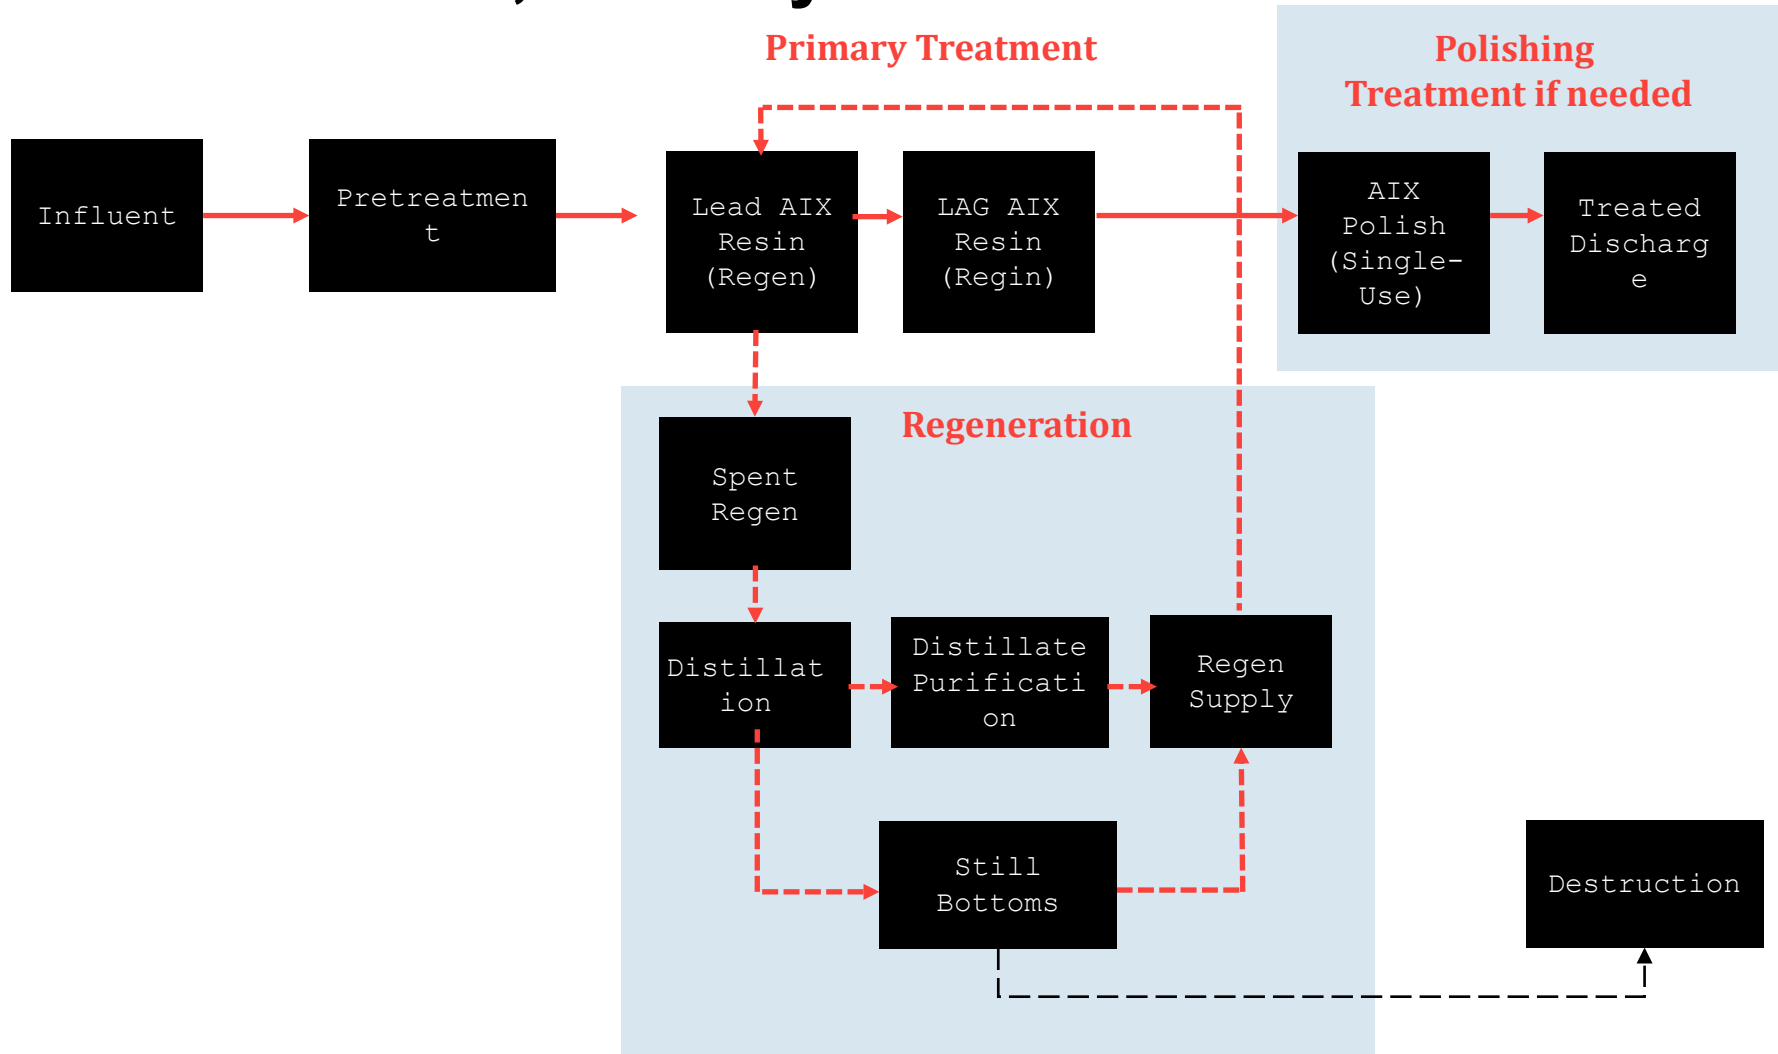 Primary Treatment
Polishing
Treatment if needed
Influent
Pretreatmen
t
Lead AIX
Resin
(Regen)
LAG AIX
Resin
(Regin)
AIX
Polish
(Single-
Use)
Treated
Discharg
e
Regeneration
Spent
Regen
Distillat
ion
Distillate
Purificati
on
Regen
Supply
Still
Bottoms
Destruction